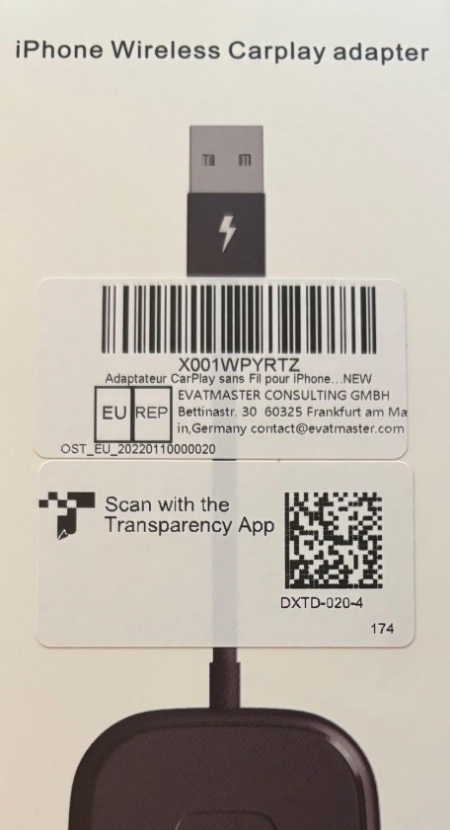 iPhone Wireless Carplay adapter
X001WPYRTZ
Adaptateur CarPlay sans Fil pour iPhone...NEW
EU REP
EVATMASTER CONSULTING GMBH
Bettinastr. 30 60325 Frankfurt am Ma
in,Germany contact@evatmaster.com
OST_EU_20220110000020
Scan with the
Transparency App
DXTD-020-4
174